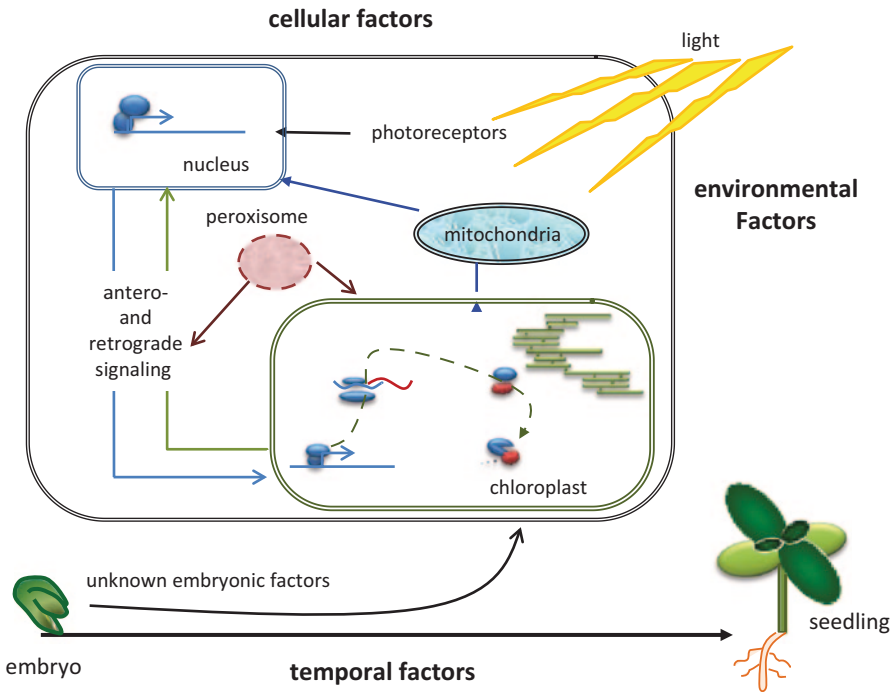 cellular factors
light
photoreceptors
nucleus
environmental
Factors
peroxisome
mitochondria
antero-
and
retrograde
signaling
chloroplast
unknown embryonic factors
seedling
embryo
temporal factors